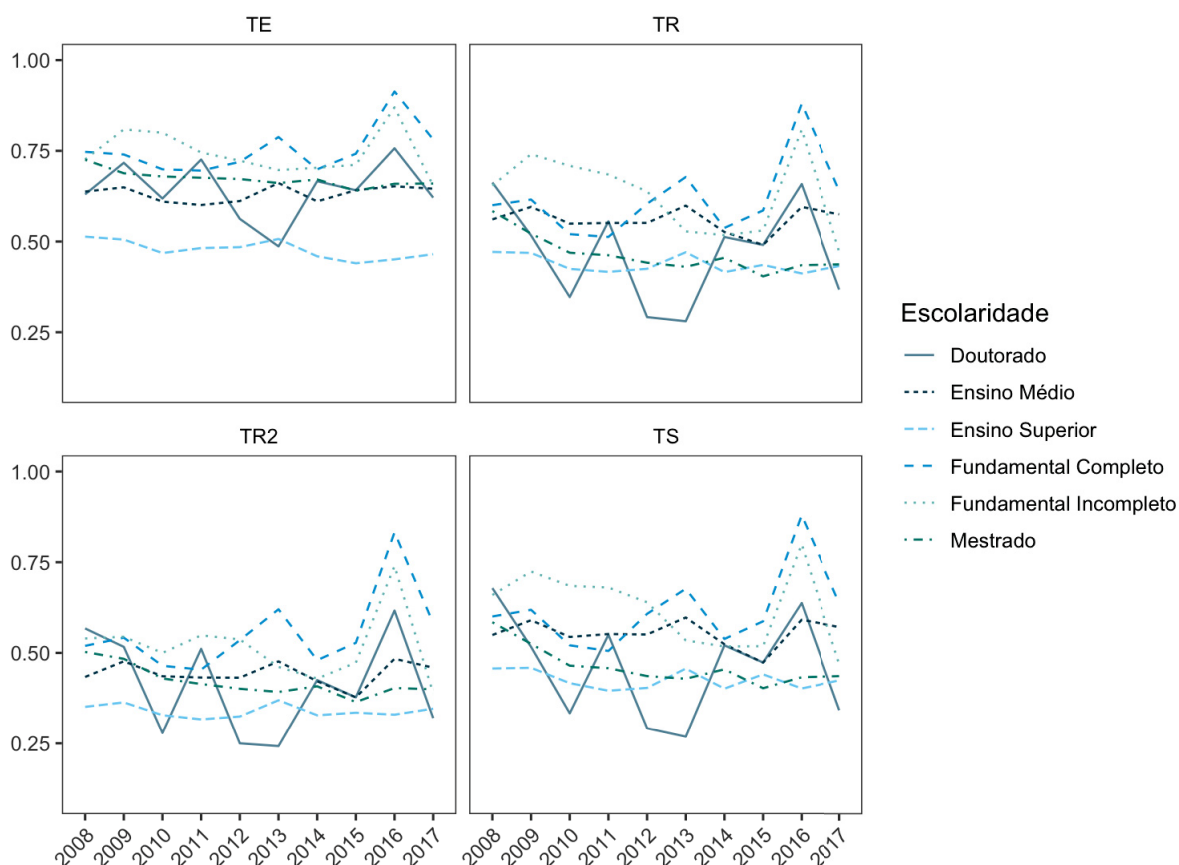 TE
TR
1.00
0.75
0.50
0.25
TR2
TS
1.00
0.75
0.50
0.25
2008
2009
2010
2011
2012
2013
2014
2015
2016
2017
2008
2009
2010
2011
2012
2013
2014
2015
2016
2017
Escolaridade
Doutorado
Ensino Médio
Ensino Superior
Fundamental Completo
Fundamental Incompleto
Mestrado